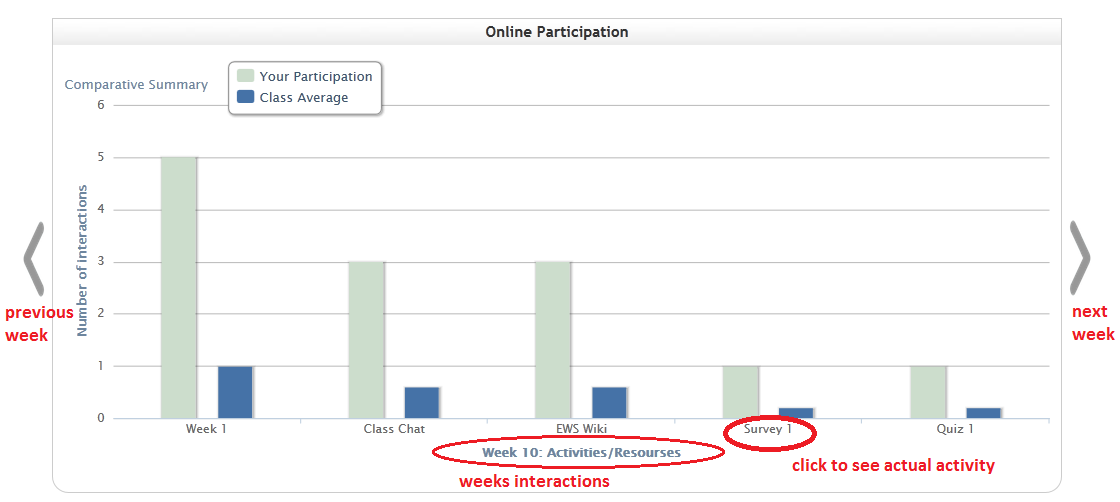 Online Participation
Comparative Summary
Your Participation
Class Average
Number of interactions
6
5
4
3
2
1
0
Week 1
Class Chat
EWS Wiki
Survey 1
Quiz 1
Week 10: Activities/Resourses
previous
week
next
week
weeks interactions
click to see actual activity